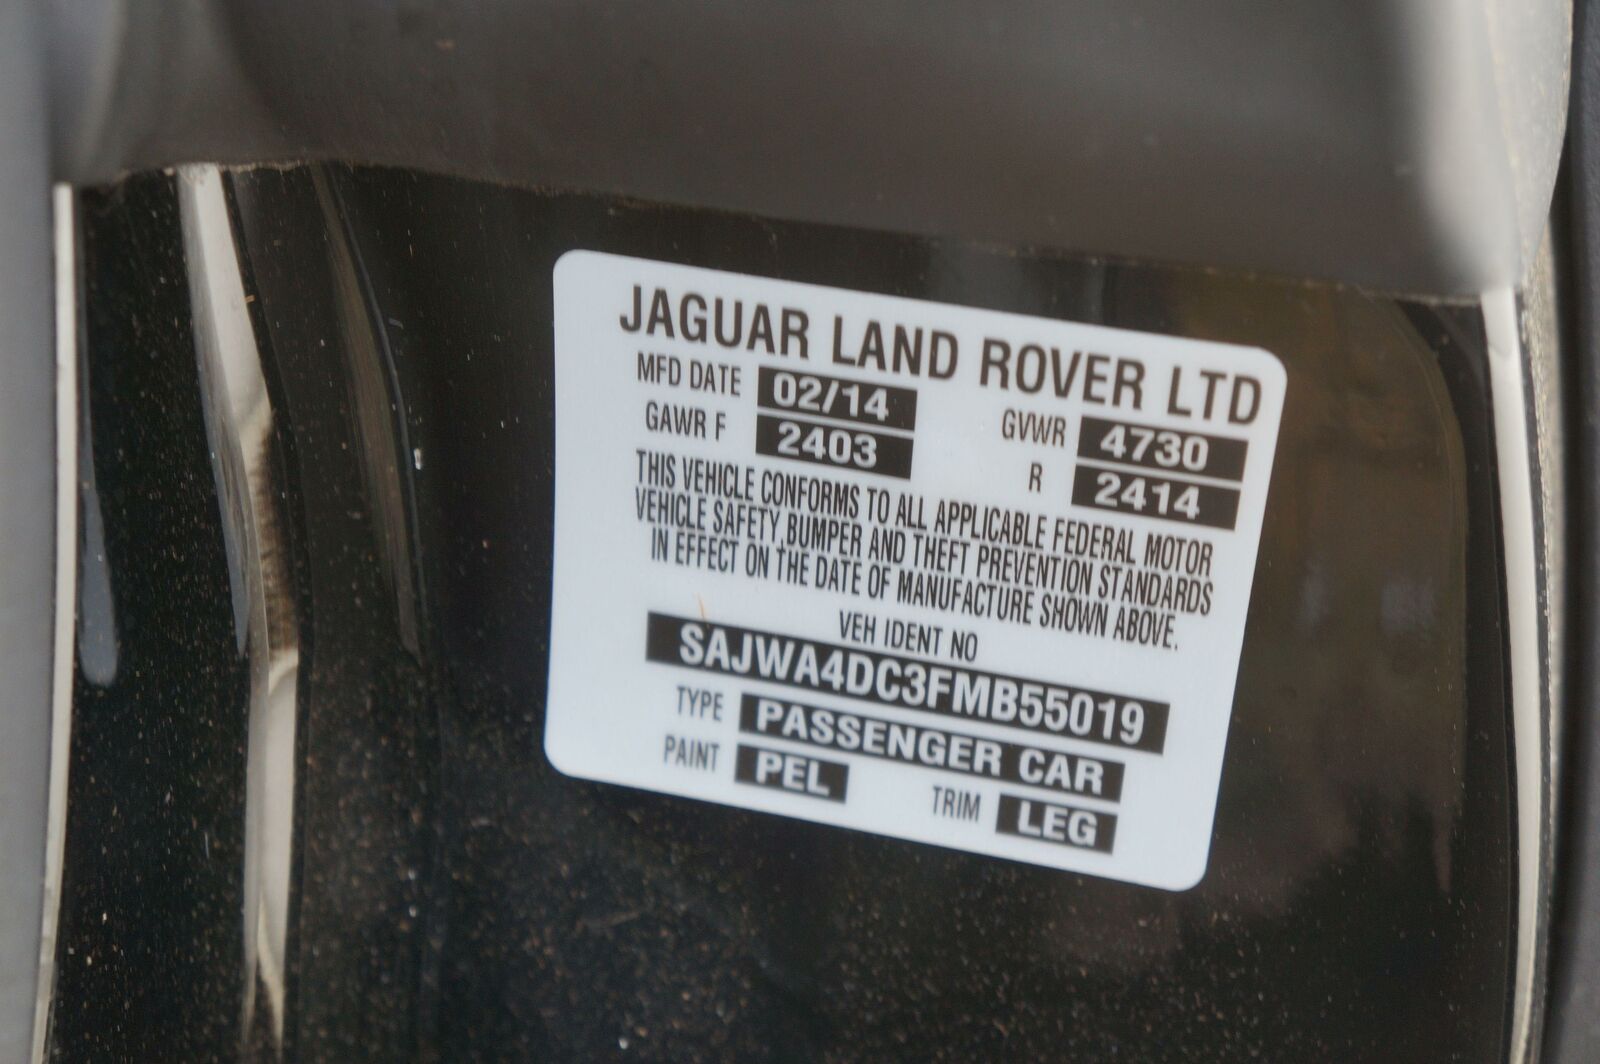 JAGUAR LAND ROVER LTD
MFD DATE 02/14 GVWR 4730
GAWR F 2403 R 2414
THIS VEHICLE CONFORMS TO ALL APPLICABLE FEDERAL MOTOR
VEHICLE SAFETY, BUMPER AND THEFT PREVENTION STANDARDS
IN EFFECT ON THE DATE OF MANUFACTURE SHOWN ABOVE.
VEH IDENT NO
SAJWA4DC3FMB55019
TYPE PASSENGER CAR
PAINT PEL TRIM LEG